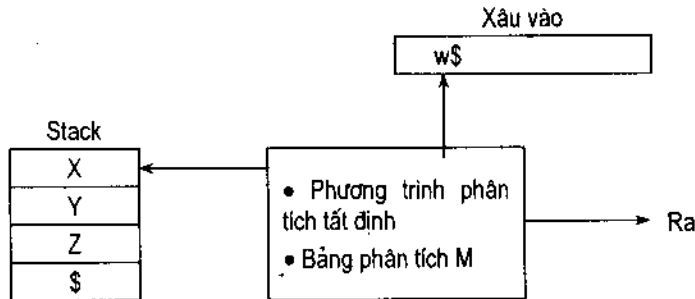 Xâu vào
w$
Stack
X
Y
Z
$
• Phương trình phân
tích tất định
• Bảng phân tích M
Ra